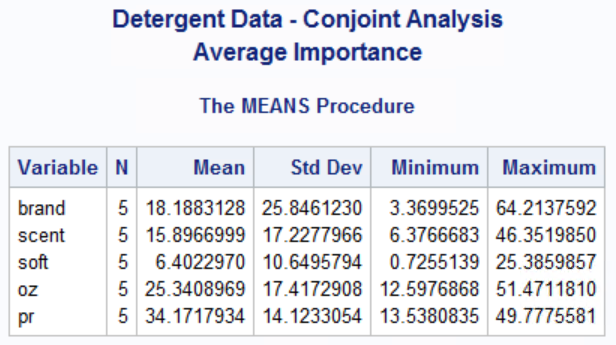 Detergent Data - Conjoint Analysis
Average Importance
The MEANS Procedure
Variable N Mean Std Dev Minimum Maximum
brand 5 18.1883128 25.8461230 3.3699525 64.2137592
scent 5 15.8966999 17.2277966 6.3766683 46.3519850
soft 5 6.4022970 10.6495794 0.7255139 25.3859857
oz 5 25.3408969 17.4172908 12.5976868 51.4711810
pr 5 34.1717934 14.1233054 13.5380835 49.7775581